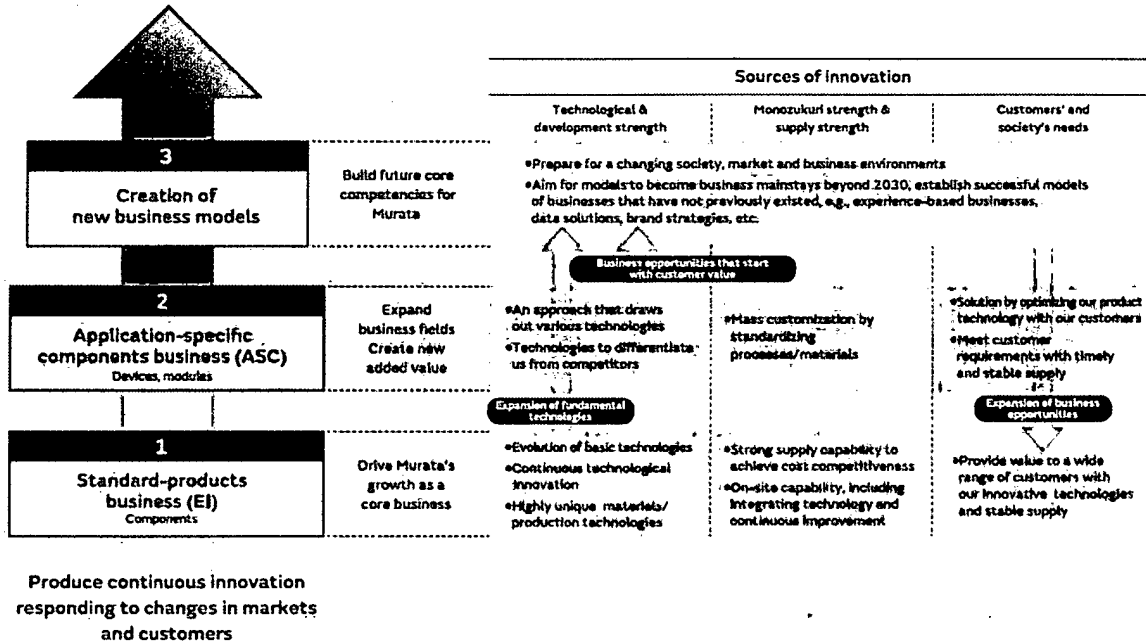 Sources of innovation
Technological &
development strength
Monozukuri strength &
supply strength
Customers' and
society's needs
3
Creation of
new business models
Build future core
competencies for
Murata
•Prepare for a changing society, market and business environments
•Aim for models to become business mainstays beyond 2030, establish successful models
of businesses that have not previously existed, e.g., experience-based businesses,
data solutions, brand strategies, etc.
Business opportunities that start
with customer value
2
Application-specific
components business (ASC)
Devices, modules
Expand
business fields
Create new
added value
•An approach that draws
out various technologies
•Technologies to differentiate
us from competitors
•Mass customization by
standardizing
processes/materials
•Solution by optimizing our product
technology with our customers
•Meet customer
requirements with timely
and stable supply
Expansion of fundamental
technologies
Expansion of business
opportunities
1
Standard-products
business (EI)
Components
Drive Murata's
growth as a
core business
•Evolution of basic technologies
•Continuous technological
innovation
•Highly unique materials/
production technologies
•Strong supply capability to
achieve cost competitiveness
•On-site capability, including
integrating technology and
continuous improvement
•Provide value to a wide
range of customers with
our innovative technologies
and stable supply
Produce continuous innovation
responding to changes in markets
and customers